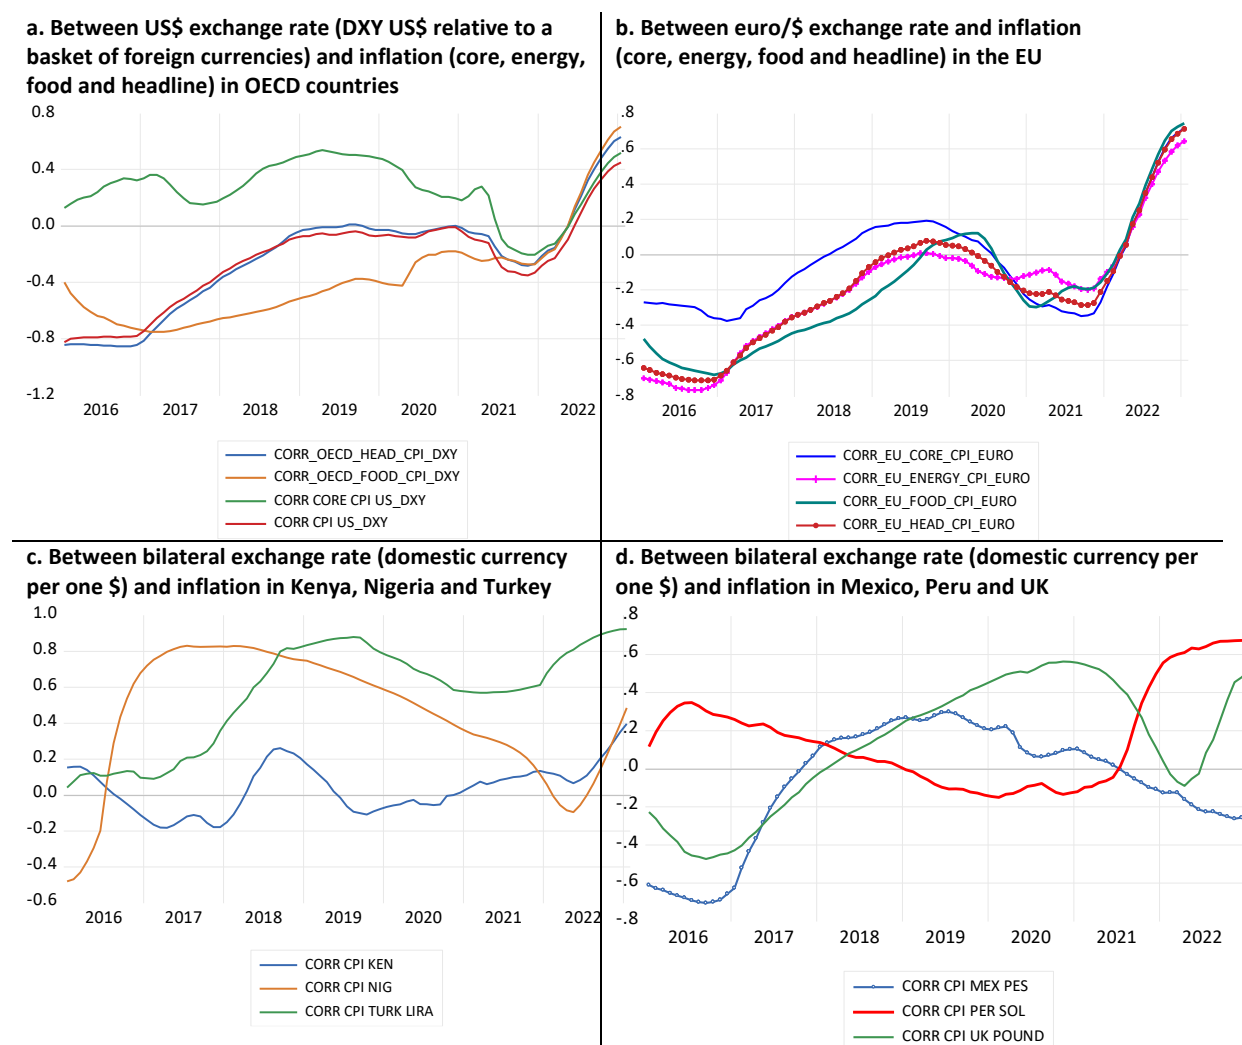 a. Between US$ exchange rate (DXY US$ relative to a
basket of foreign currencies) and inflation (core, energy,
food and headline) in OECD countries
0.8
0.4
0.0
-0.4
-0.8
-1.2
2016 2017 2018 2019 2020 2021 2022
CORR_OECD_HEAD_CPI_DXY
CORR_OECD_FOOD_CPI_DXY
CORR CORE CPI US_DXY
CORR CPI US_DXY
b. Between euro/$ exchange rate and inflation
(core, energy, food and headline) in the EU
.8
.6
.4
.2
.0
-.2
-.4
-.6
-.8
2016 2017 2018 2019 2020 2021 2022
CORR_EU_CORE_CPI_EURO
CORR_EU_ENERGY_CPI_EURO
CORR_EU_FOOD_CPI_EURO
CORR_EU_HEAD_CPI_EURO
c. Between bilateral exchange rate (domestic currency
per one $) and inflation in Kenya, Nigeria and Turkey
1.0
0.8
0.6
0.4
0.2
0.0
-0.2
-0.4
-0.6
2016 2017 2018 2019 2020 2021 2022
CORR CPI KEN
CORR CPI NIG
CORR CPI TURK LIRA
d. Between bilateral exchange rate (domestic currency per
one $) and inflation in Mexico, Peru and UK
.8
.6
.4
.2
.0
-.2
-.4
-.6
-.8
2016 2017 2018 2019 2020 2021 2022
CORR CPI MEX PES
CORR CPI PER SOL
CORR CPI UK POUND